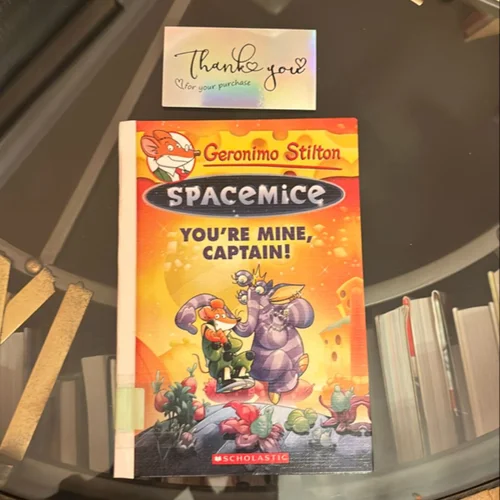 Thank you
for your purchase
Geronimo Stilton
SPACEMICE
YOU'RE MINE,
CAPTAIN!
SCHOLASTIC